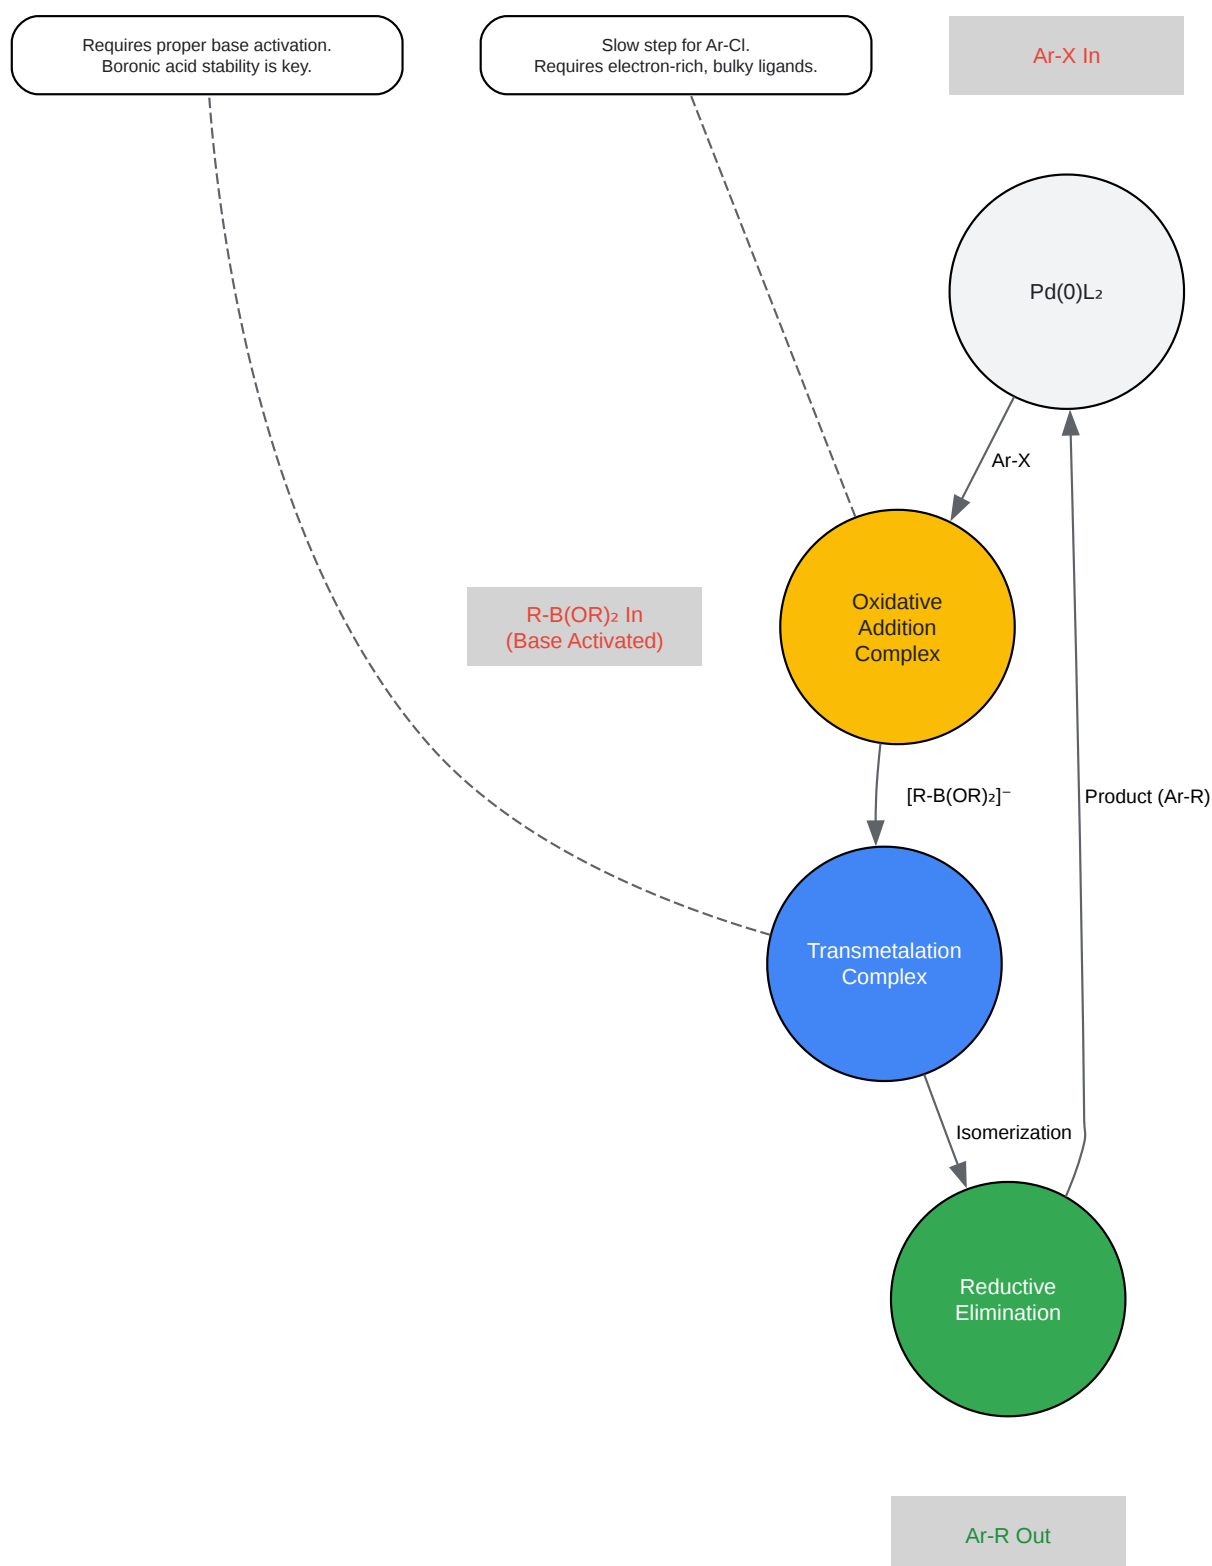 Requires proper base activation.
Boronic acid stability is key.
Slow step for Ar-Cl.
Requires electron-rich, bulky ligands.
Ar-X In
Pd(0)L₂
Ar-X
Oxidative
Addition
Complex
R-B(OR)₂ In
(Base Activated)
[R-B(OR)₂]⁻
Product (Ar-R)
Transmetalation
Complex
Isomerization
Reductive
Elimination
Ar-R Out